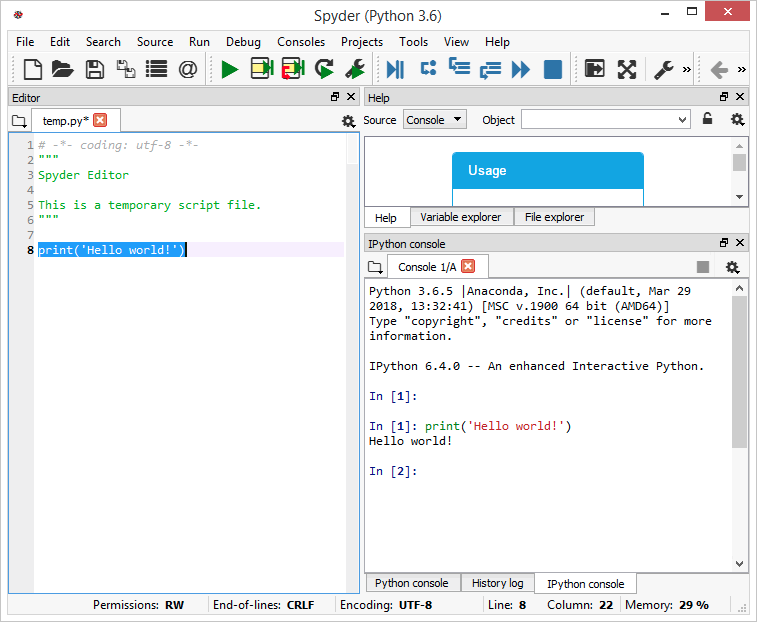 Spyder (Python 3.6)
File Edit Search Source Run Debug Consoles Projects Tools View Help
@ » »
Editor
temp.py*
1 # -*- coding: utf-8 -*-
2 """
3 Spyder Editor
4
5 This is a temporary script file.
6 """
7
8 print('Hello world!')
Help
Source Console Object
Usage
Help Variable explorer File explorer
IPython console
Console 1/A
Python 3.6.5 |Anaconda, Inc.| (default, Mar 29
2018, 13:32:41) [MSC v.1900 64 bit (AMD64)]
Type "copyright", "credits" or "license" for more
information.
IPython 6.4.0 -- An enhanced Interactive Python.
In [1]:
In [1]: print('Hello world!')
Hello world!
In [2]:
Python console History log IPython console
Permissions: RW End-of-lines: CRLF Encoding: UTF-8 Line: 8 Column: 22 Memory: 29 %